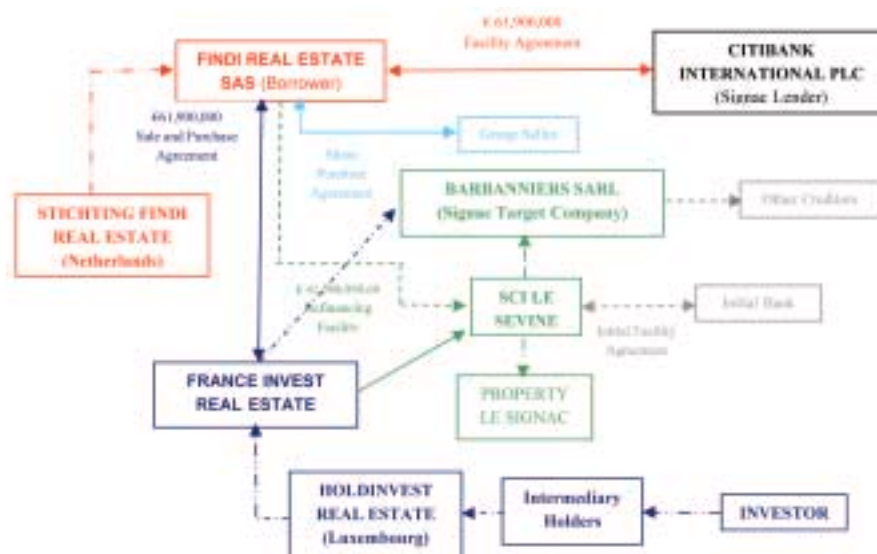 € 61,900,000
Facility Agreement
FINDI REAL ESTATE
SAS (Borrower)
CITIBANK
INTERNATIONAL PLC
(Signac Lender)
€61,900,000
Sale and Purchase
Agreement
Group Seller
Share
Purchase
Agreement
BARBANNIERS SARL
(Signac Target Company)
Other Creditors
STICHTING FINDI
REAL ESTATE
(Netherlands)
Refinancing
Facility
SCI LE
SEVINE
Initial Bank
Initial Facility
Agreement
FRANCE INVEST
REAL ESTATE
PROPERTY
LE SIGNAC
HOLDINVEST
REAL ESTATE
(Luxembourg)
Intermediary
Holders
INVESTOR